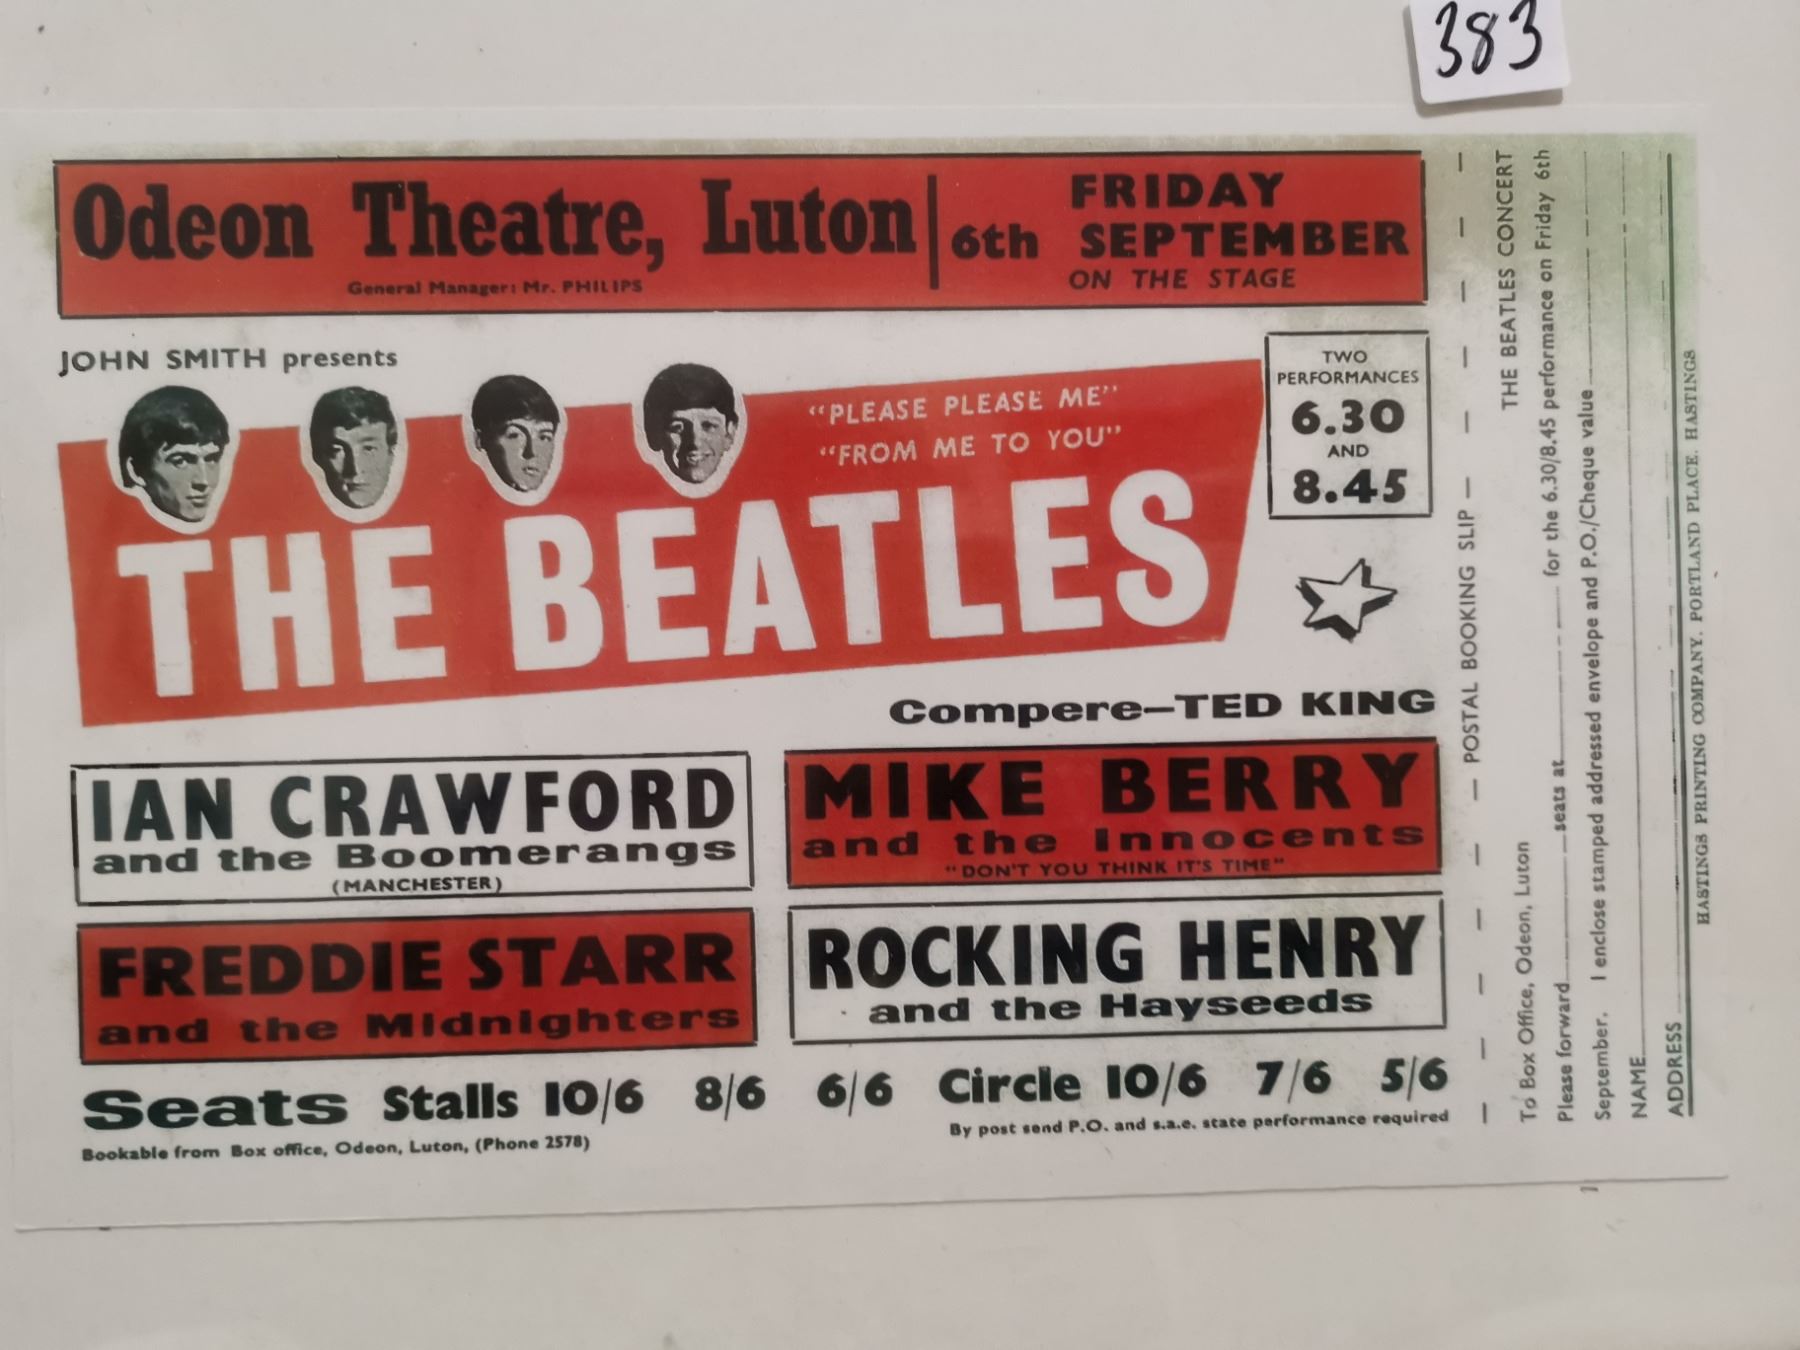 383
Odeon Theatre, Luton
General Manager: Mr. PHILIPS
FRIDAY
6th SEPTEMBER
ON THE STAGE
JOHN SMITH presents
"PLEASE PLEASE ME"
"FROM ME TO YOU"
THE BEATLES
TWO
PERFORMANCES
6.30
AND
8.45
Compere—TED KING
IAN CRAWFORD
and the Boomerangs
(MANCHESTER)
MIKE BERRY
and the Innocents
"DON'T YOU THINK IT'S TIME"
FREDDIE STARR
and the Midnighters
ROCKING HENRY
and the Hayseeds
Seats Stalls 10/6 8/6 6/6 Circle 10/6 7/6 5/6
Bookable from Box office, Odeon, Luton, (Phone 2578)
By post send P.O. and s.a.e. state performance required
POSTAL BOOKING SLIP
THE BEATLES CONCERT
To Box Office, Odeon, Luton
Please forward seats at for the 6.30/8.45 performance on Friday 6th
September. I enclose stamped addressed envelope and P.O./Cheque value
NAME
ADDRESS
HASTINGS PRINTING COMPANY. PORTLAND PLACE. HASTINGS